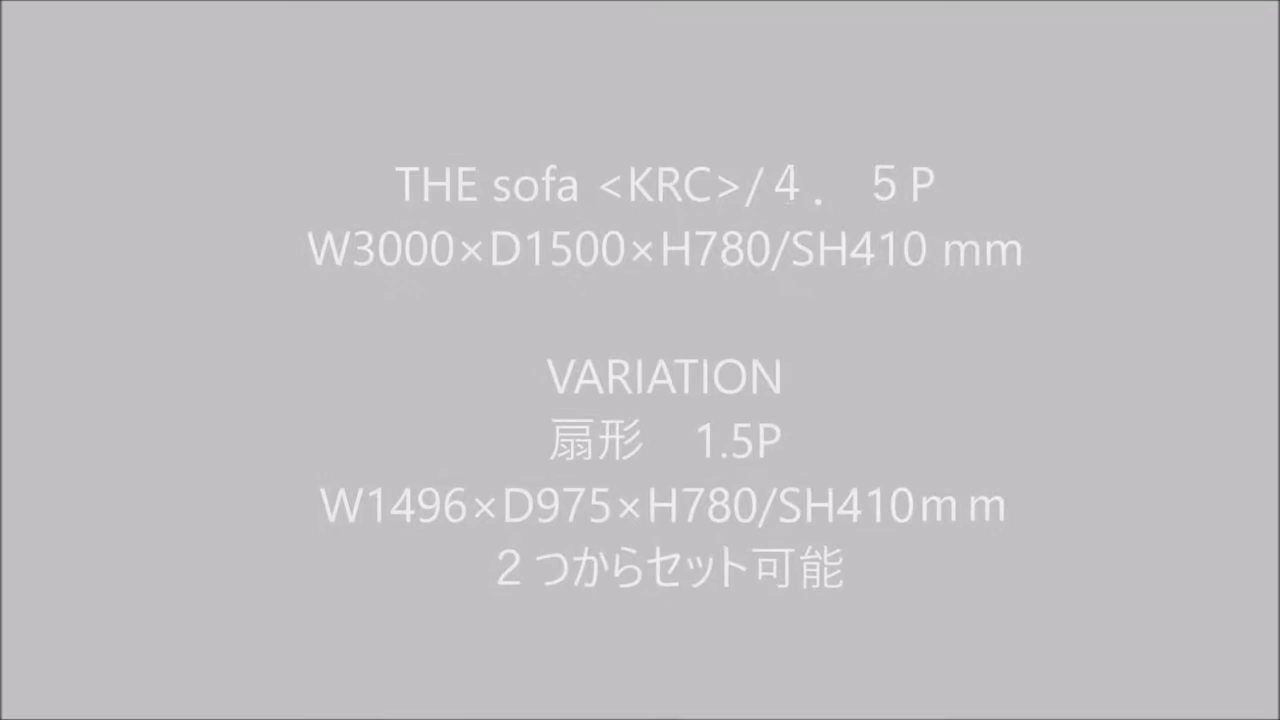 THE sofa <KRC>/４．　５P
W3000×D1500×H780/SH410 mm
VARIATION
扇形　1.5P
W1496×D975×H780/SH410ｍｍ
２つからセット可能